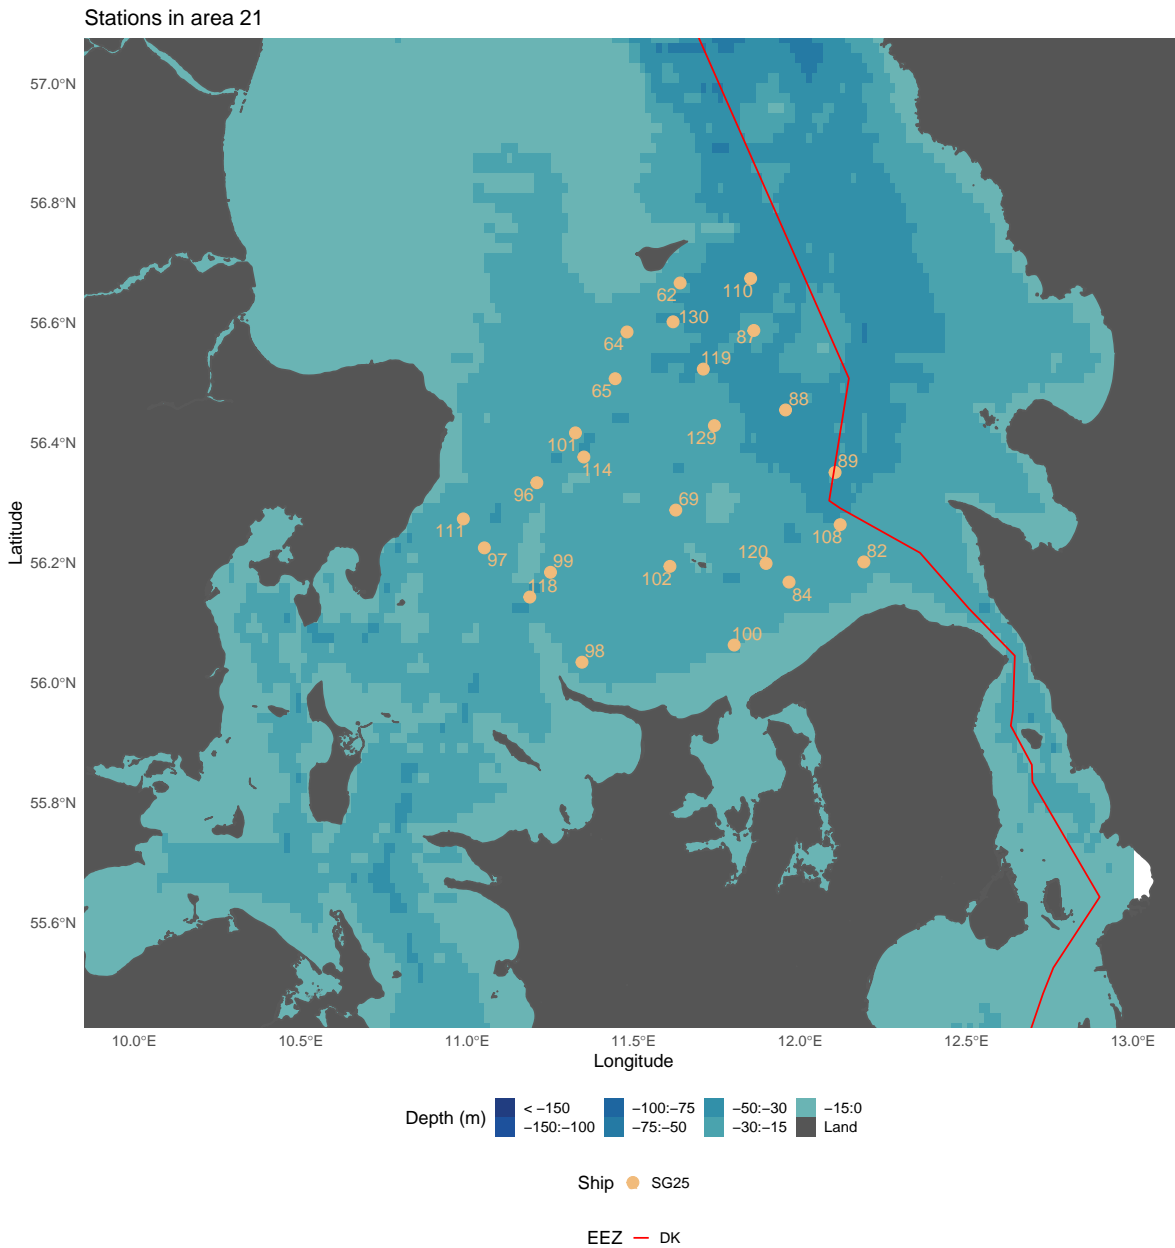 Stations in area 21
57.0°N
56.8°N
56.6°N
56.4°N
56.2°N
56.0°N
55.8°N
55.6°N
Latitude
62
110
130
87
64
119
65
88
101
129
114
89
96
69
111
108
97
99
120
82
118
102
84
98
100
10.0°E
10.5°E
11.0°E
11.5°E
12.0°E
12.5°E
13.0°E
Longitude
Depth (m)
< −150
−150:−100
−100:−75
−75:−50
−50:−30
−30:−15
−15:0
Land
Ship
SG25
EEZ
DK